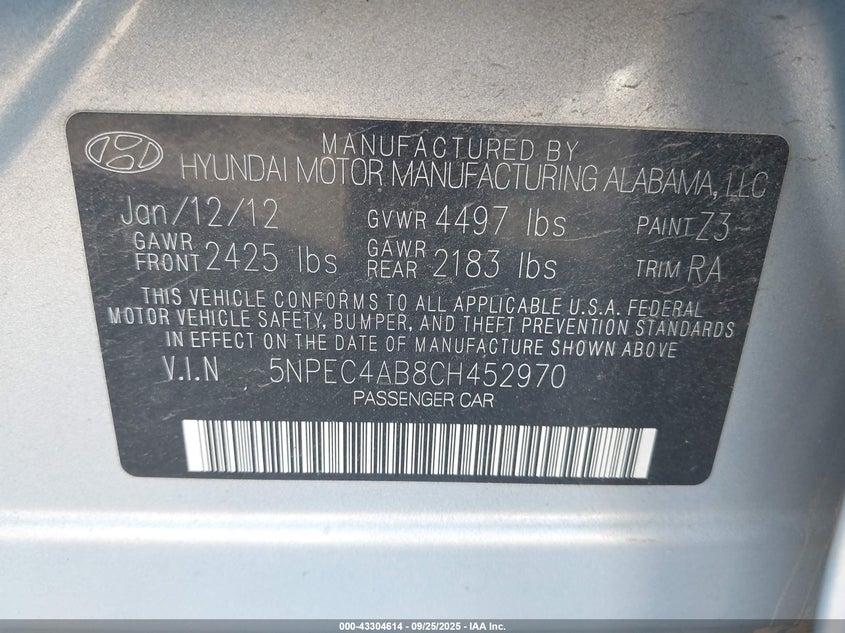 MANUFACTURED BY
HYUNDAI MOTOR MANUFACTURING ALABAMA, LLC
Jan/12/12 GVWR 4497 lbs PAINT Z3
GAWR FRONT 2425 lbs GAWR REAR 2183 lbs TRIM RA
THIS VEHICLE CONFORMS TO ALL APPLICABLE U.S.A. FEDERAL
MOTOR VEHICLE SAFETY, BUMPER, AND THEFT PREVENTION STANDARDS
IN EFFECT ON THE DATE OF MANUFACTURE SHOWN ABOVE
V.I.N 5NPEC4AB8CH452970
PASSENGER CAR
000-43304614 - 09/25/2025 - IAA Inc.